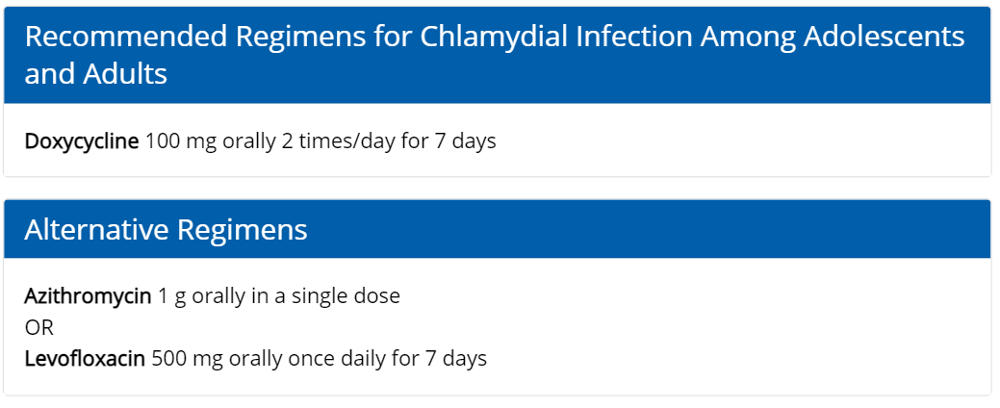 Recommended Regimens for Chlamydial Infection Among Adolescents
and Adults
Doxycycline 100 mg orally 2 times/day for 7 days
Alternative Regimens
Azithromycin 1 g orally in a single dose
OR
Levofloxacin 500 mg orally once daily for 7 days